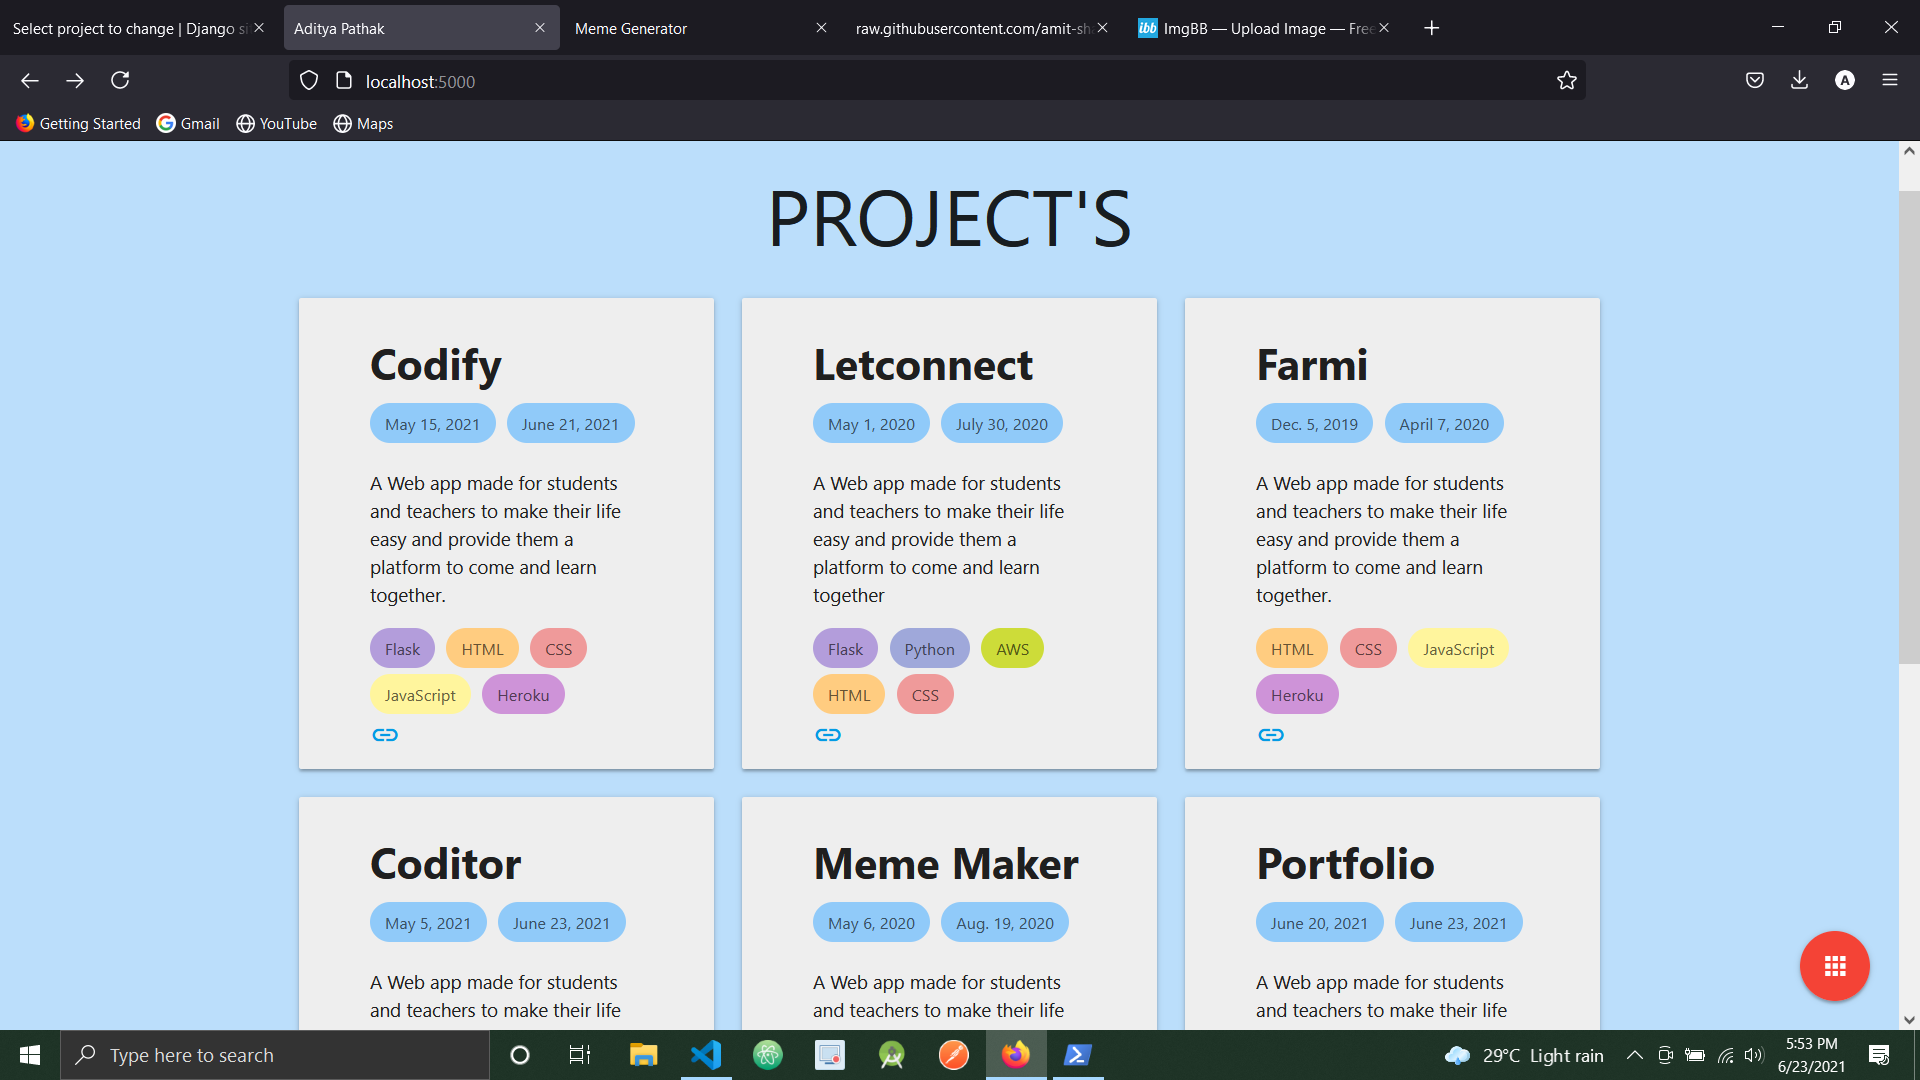 Select project to change | Django si
Aditya Pathak
Meme Generator
raw.githubusercontent.com/amit-sh
ibb ImgBB — Upload Image — Free
localhost:5000
A
Getting Started
Gmail
YouTube
Maps
PROJECT'S
Codify
May 15, 2021 June 21, 2021
A Web app made for students
and teachers to make their life
easy and provide them a
platform to come and learn
together.
Flask HTML CSS
JavaScript Heroku
Letconnect
May 1, 2020 July 30, 2020
A Web app made for students
and teachers to make their life
easy and provide them a
platform to come and learn
together
Flask Python AWS
HTML CSS
Farmi
Dec. 5, 2019 April 7, 2020
A Web app made for students
and teachers to make their life
easy and provide them a
platform to come and learn
together.
HTML CSS JavaScript
Heroku
Coditor
May 5, 2021 June 23, 2021
A Web app made for students
and teachers to make their life
Meme Maker
May 6, 2020 Aug. 19, 2020
A Web app made for students
and teachers to make their life
Portfolio
June 20, 2021 June 23, 2021
A Web app made for students
and teachers to make their life
Type here to search
29°C Light rain
5:53 PM
6/23/2021